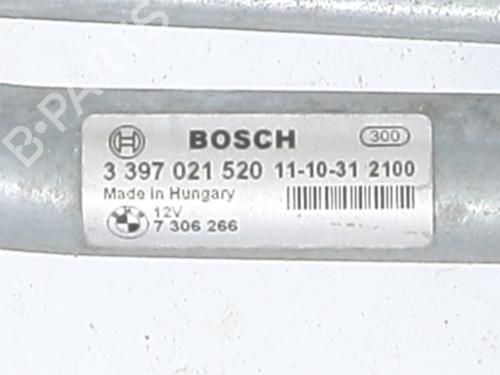 B-PARTS
BOSCH 300
3 397 021 520 11-10-31 2100
Made in Hungary
12V
7 306 266